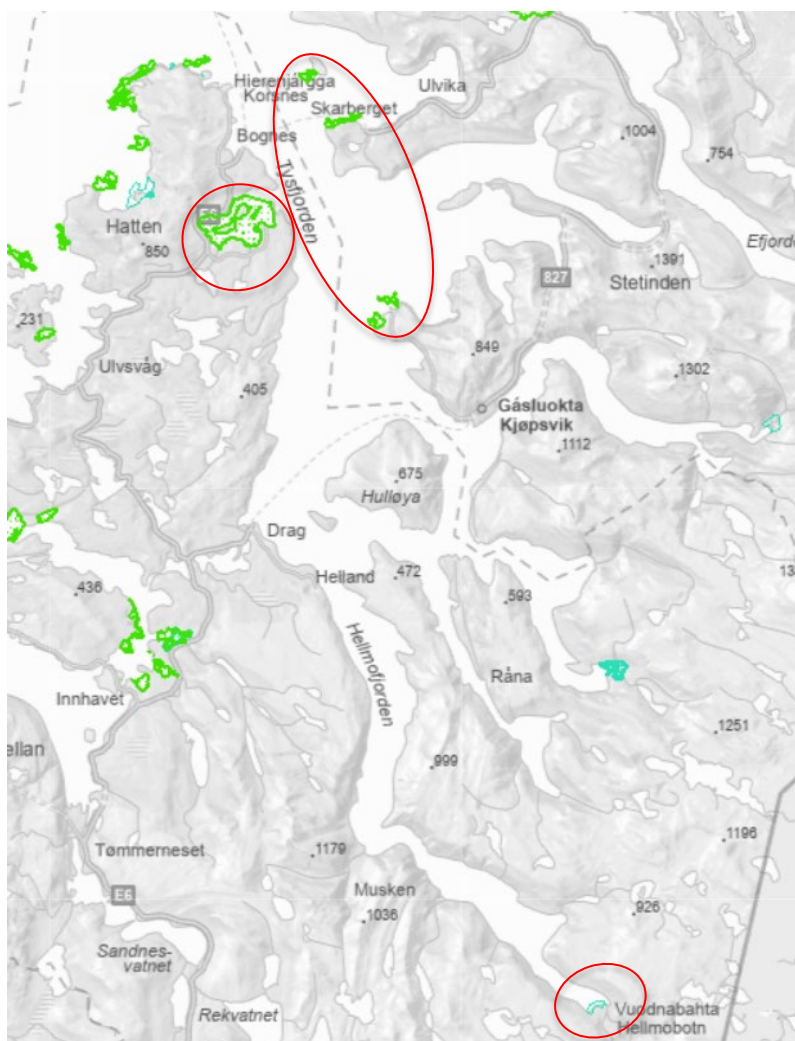 Hierenjárgga
Korsnes
Ulvika
Skarberget
Bognes
1004
754
Tysfjorden
Hatten
850
Efjord
1391
827
Stetinden
231
849
1302
Ulvsvåg
405
Gásluokta
Kjøpsvik
1112
675
Hulløya
Drag
Helland
472
436
593
13
Hellmofjorden
Råna
Innhavet
1251
ellan
999
1196
Tømmerneset
1179
Musken
E6
926
1036
Sandnes-
vatnet
Vuodnabahta
Hellmobotn
Rekvatnet